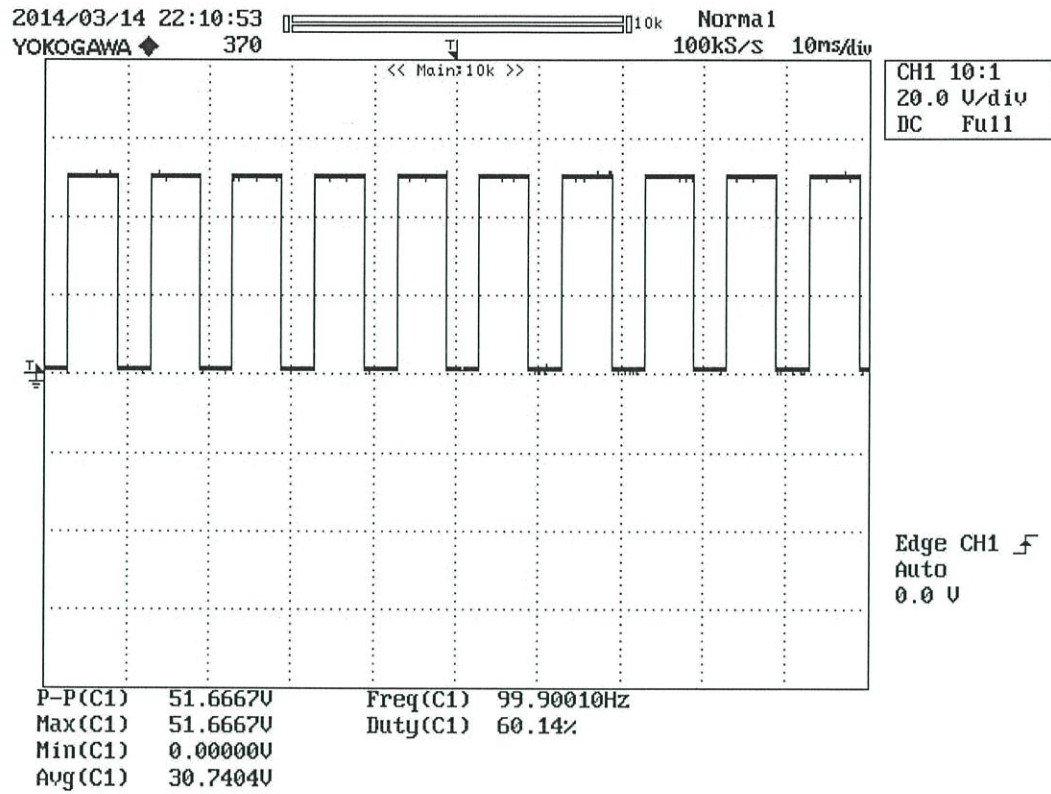 2014/03/14 22:10:53
10k
Normal
YOKOGAWA ◆ 370
T
100kS/s 10ms/div
<< Main:10k >>
CH1 10:1
20.0 V/div
DC Full
T
Edge CH1
Auto
0.0 V
P-P(C1) 51.6667V Freq(C1) 99.90010Hz
Max(C1) 51.6667V Duty(C1) 60.14%
Min(C1) 0.00000V
Avg(C1) 30.7404V